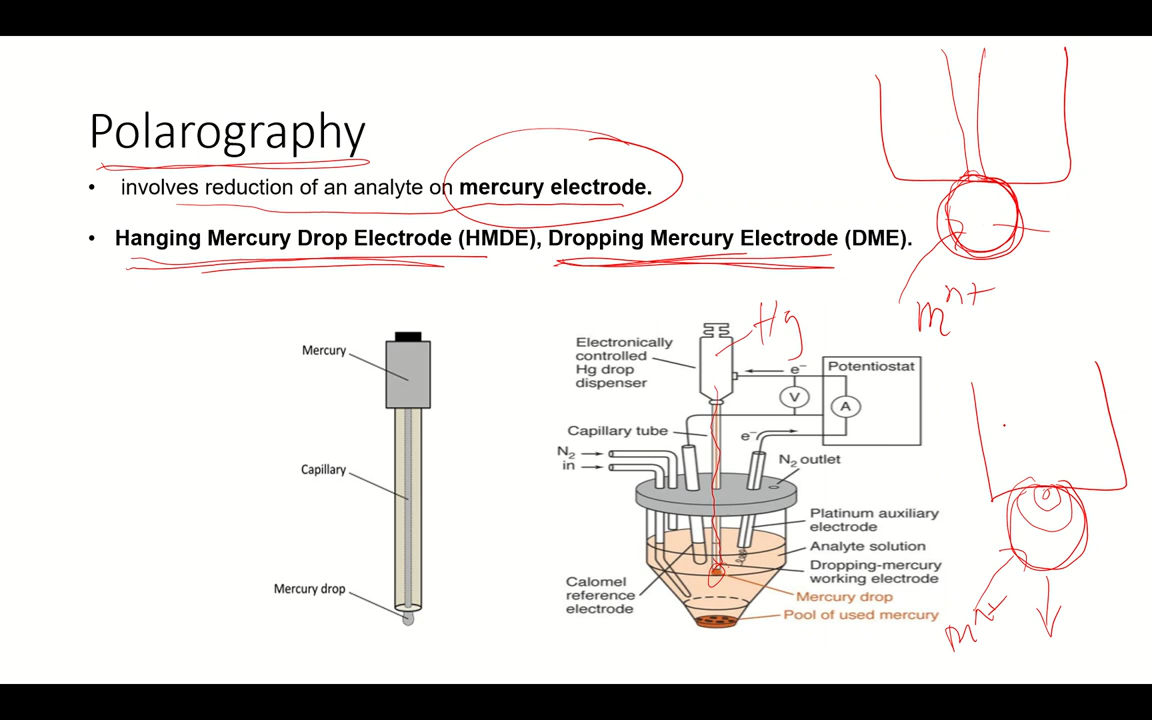 Polarography
• involves reduction of an analyte on mercury electrode.
• Hanging Mercury Drop Electrode (HMDE), Dropping Mercury Electrode (DME).
M^n+
Mercury
Capillary
Mercury drop
Hg
Electronically
controlled
Hg drop
dispenser
e⁻
Potentiostat
V
A
Capillary tube
e⁻
N₂
in
N₂ outlet
Platinum auxiliary
electrode
Analyte solution
Dropping-mercury
working electrode
Mercury drop
Pool of used mercury
Calomel
reference
electrode
M^n+